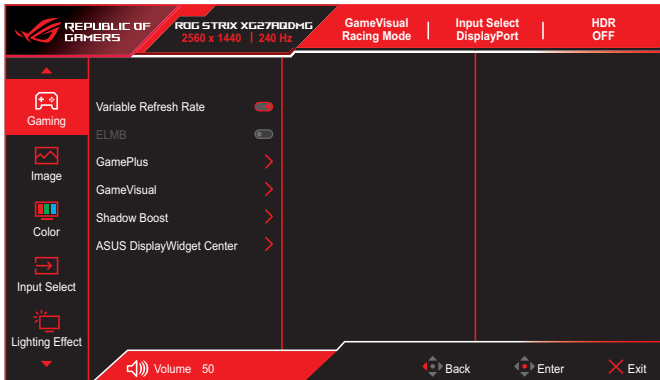 REPUBLIC OF
GAMERS
ROG STRIX XG27AQDMG
2560 x 1440 | 240 Hz
GameVisual
Racing Mode
Input Select
DisplayPort
HDR
OFF
Gaming
Image
Color
Input Select
Lighting Effect
Variable Refresh Rate
ELMB
GamePlus
GameVisual
Shadow Boost
ASUS DisplayWidget Center
Volume 50
Back
Enter
Exit